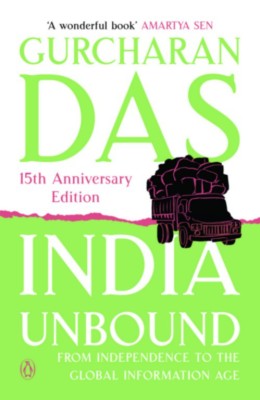 'A wonderful book' AMARTYA SEN
GURCHARAN
DAS
15th Anniversary
Edition
INDIA
UNBOUND
FROM INDEPENDENCE TO THE
GLOBAL INFORMATION AGE